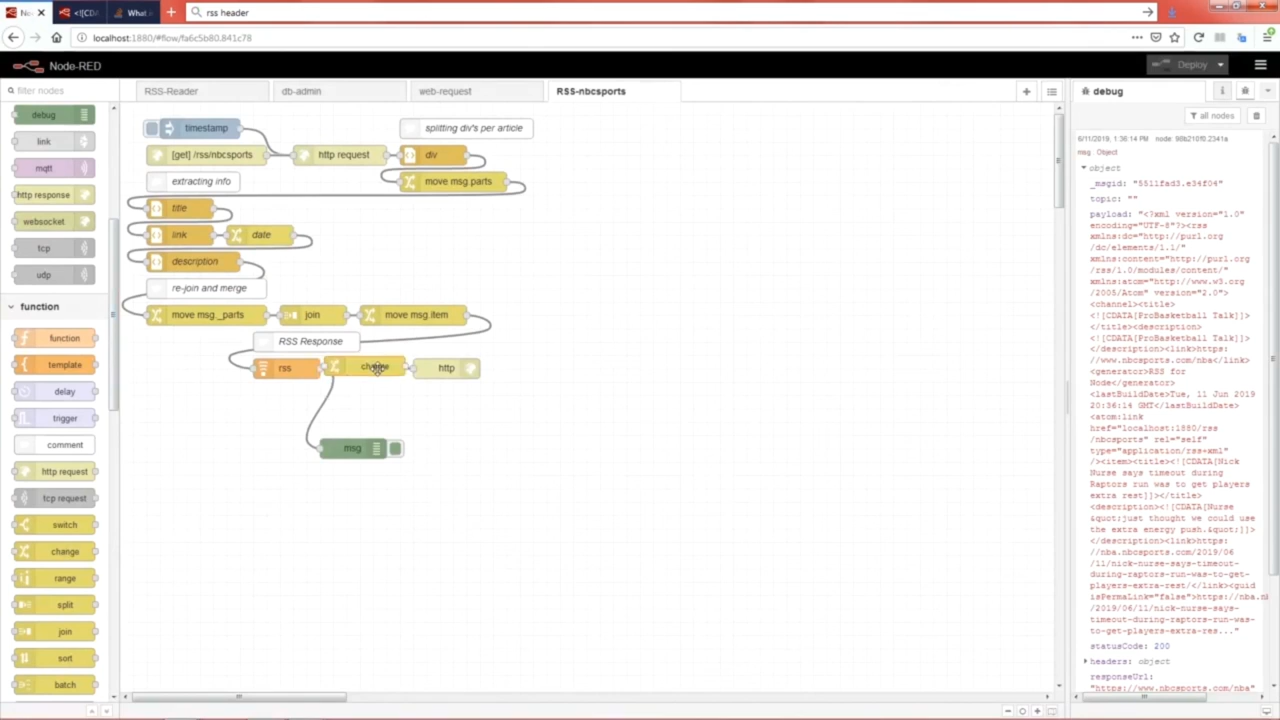 No
<![CDA
What is
rss header
localhost:1880/#flow/fa6c5b80.841c78
Node-RED
Deploy
filter nodes
RSS-Reader
db-admin
web-request
RSS-nbcsports
debug
debug
link
mqtt
http response
websocket
tcp
udp
function
function
template
delay
trigger
comment
http request
tcp request
switch
change
range
split
join
sort
batch
timestamp
splitting div's per article
[get] /rss/nbcsports
http request
div
extracting info
move msg.parts
title
link
date
description
re-join and merge
move msg._parts
join
move msg.item
RSS Response
rss
http
msg
all nodes
6/11/2019, 1:36:14 PM node: 98b210f0.2341a
msg : Object
object
_msgid: "5511fad3.e34f04"
topic: ""
payload: "<?xml version="1.0"
encoding="UTF-8"?><rss
xmlns:dc="http://purl.org
/dc/elements/1.1/"
xmlns:content="http://purl.org
/rss/1.0/modules/content/"
xmlns:atom="http://www.w3.org
/2005/Atom" version="2.0">
<channel><title>
<![CDATA[ProBasketball Talk]]>
</title><description>
<![CDATA[ProBasketball Talk]]>
</description><link>https:
//www.nbcsports.com/nba</link>
<generator>RSS for
Node</generator>
<lastBuildDate>Tue, 11 Jun 2019
20:36:14 GMT</lastBuildDate>
<atom:link
href="localhost:1880/rss
/nbcsports" rel="self"
type="application/rss+xml"
/><item><title><![CDATA[Nick
Nurse says timeout during
Raptors run was to get players
extra rest]]></title>
<description><![CDATA[Nurse
&quot;just thought we could use
the extra energy push.&quot;]]>
</description><link>https:
//nba.nbcsports.com/2019/06
/11/nick-nurse-says-timeout-
during-raptors-run-was-to-get-
players-extra-rest/</link><guid
isPermaLink="false">https://nba.n
/2019/06/11/nick-nurse-says-
timeout-during-raptors-run-was-
to-get-players-extra-res..."
statusCode: 200
headers: object
responseUrl:
"https://www.nbcsports.com/nba"